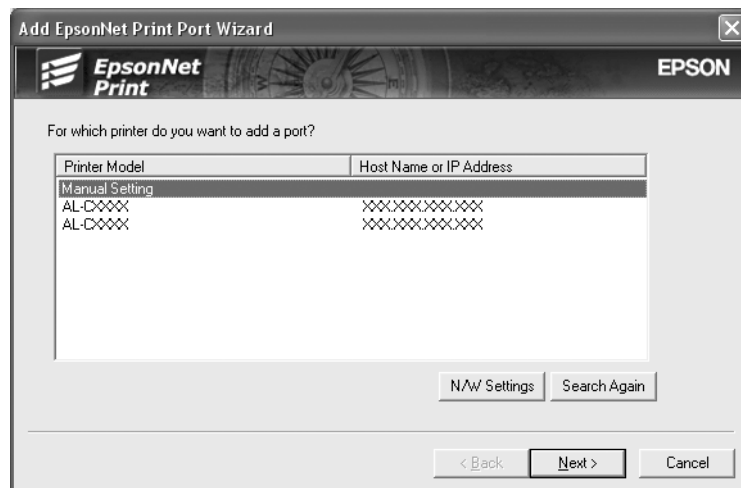 Add EpsonNet Print Port Wizard
EpsonNet
Print
EPSON
For which printer do you want to add a port?
Printer Model Host Name or IP Address
Manual Setting
AL-CXXXX XXX.XXX.XXX.XXX
AL-CXXXX XXX.XXX.XXX.XXX
N/W Settings Search Again
< Back Next > Cancel